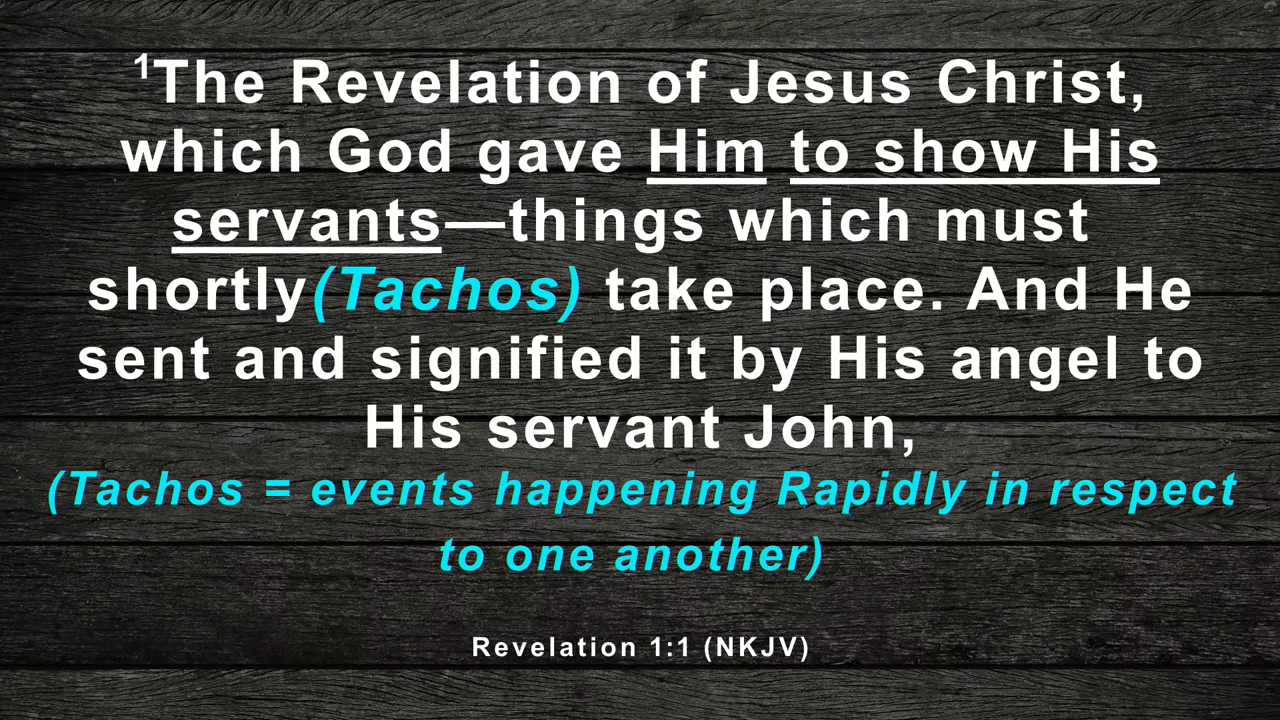 ¹The Revelation of Jesus Christ,
which God gave Him to show His
servants—things which must
shortly(Tachos) take place. And He
sent and signified it by His angel to
His servant John,
(Tachos = events happening Rapidly in respect
to one another)
Revelation 1:1 (NKJV)